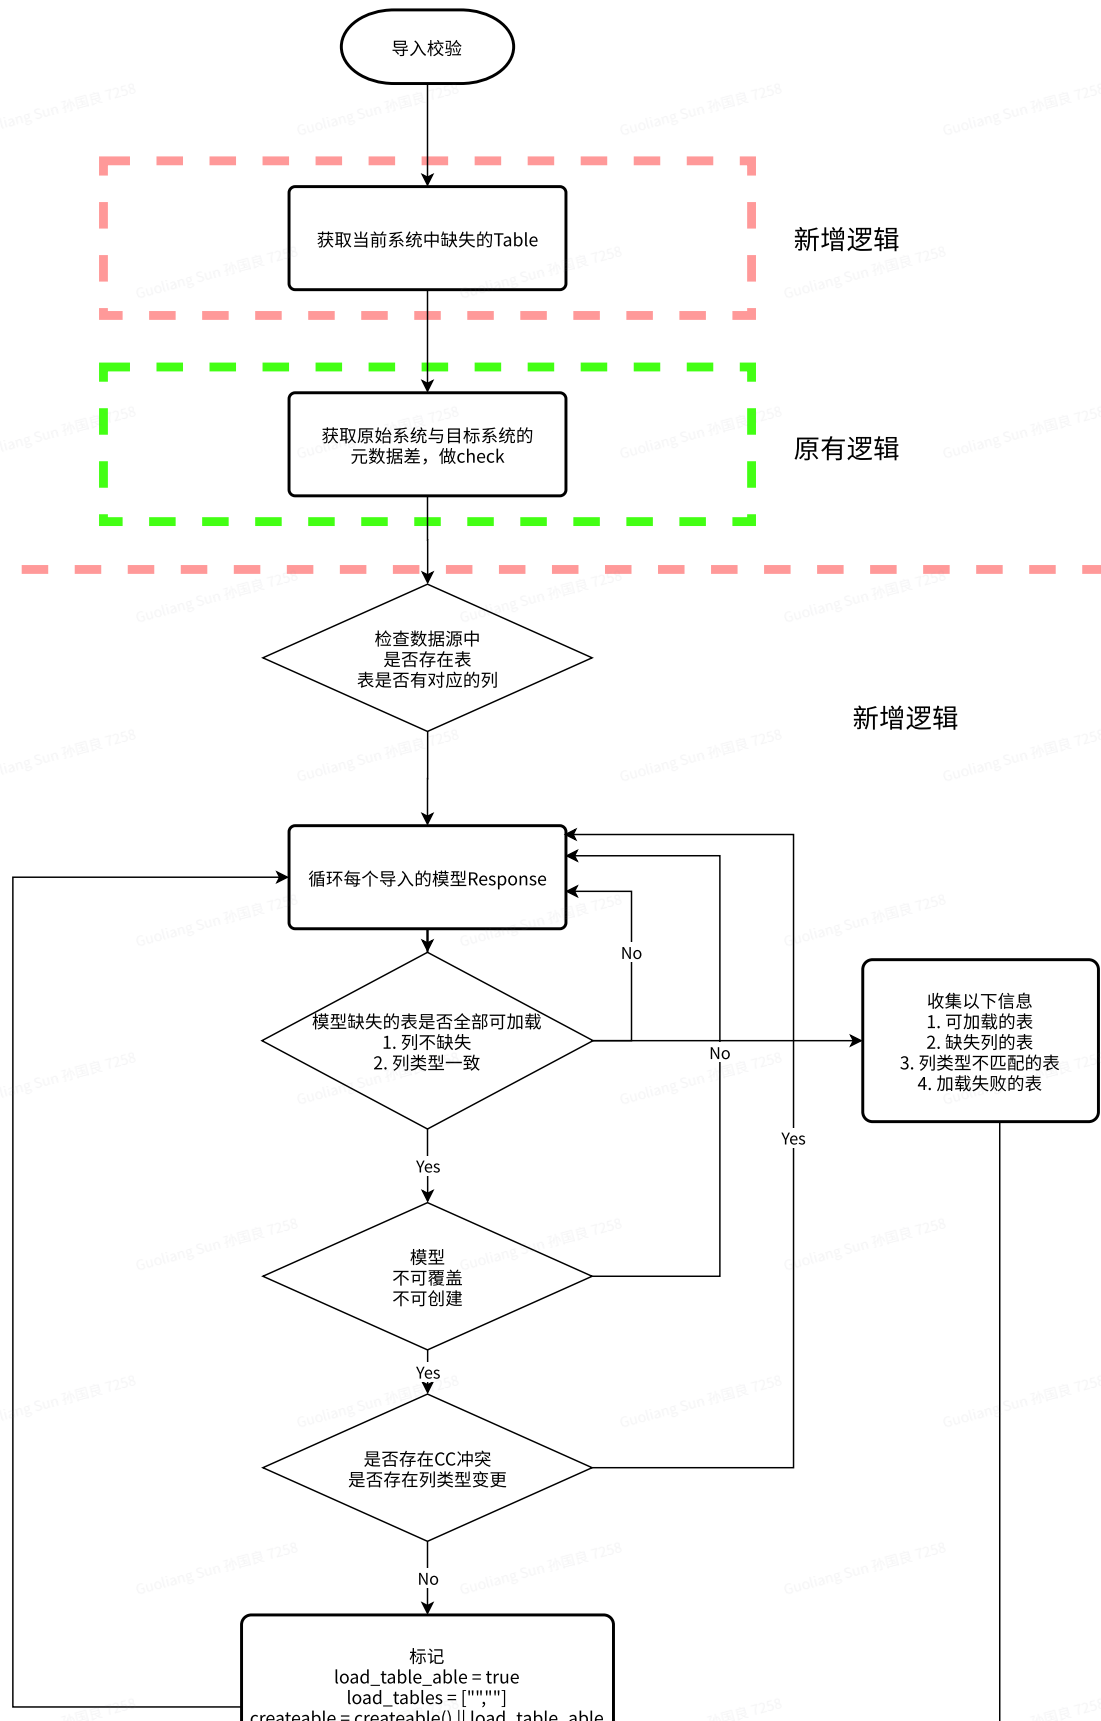 导入校验
获取当前系统中缺失的Table
新增逻辑
获取原始系统与目标系统的
元数据差，做check
原有逻辑
检查数据源中
是否存在表
表是否有对应的列
新增逻辑
循环每个导入的模型Response
No
模型缺失的表是否全部可加载
1. 列不缺失
2. 列类型一致
收集以下信息
1. 可加载的表
2. 缺失列的表
3. 列类型不匹配的表
4. 加载失败的表
No
Yes
Yes
模型
不可覆盖
不可创建
Yes
是否存在CC冲突
是否存在列类型变更
No
标记
load_table_able = true
load_tables = ["",""]
createable = createable() || load_table_able
Guoliang Sun 孙国良 7258